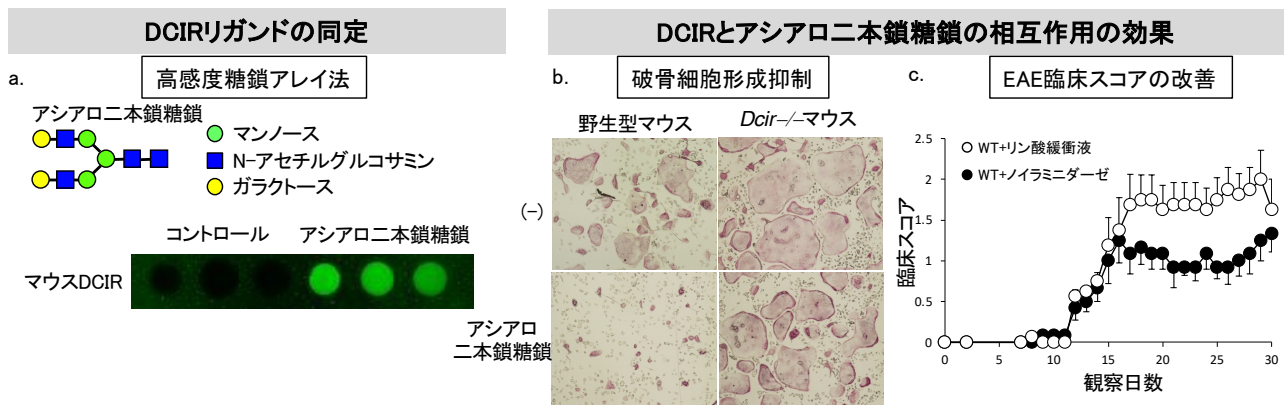 DCIRリガンドの同定
DCIRとアシアロ二本鎖糖鎖の相互作用の効果
a.
高感度糖鎖アレイ法
アシアロ二本鎖糖鎖
マンノース
N-アセチルグルコサミン
ガラクトース
コントロール
アシアロ二本鎖糖鎖
マウスDCIR
b.
破骨細胞形成抑制
野生型マウス
Dcir-/-マウス
(-)
アシアロ
二本鎖糖鎖
c.
EAE臨床スコアの改善
WT+リン酸緩衝液
WT+ノイラミニダーゼ
臨床スコア
2.5
2
1.5
1
0.5
0
0
5
10
15
20
25
30
観察日数